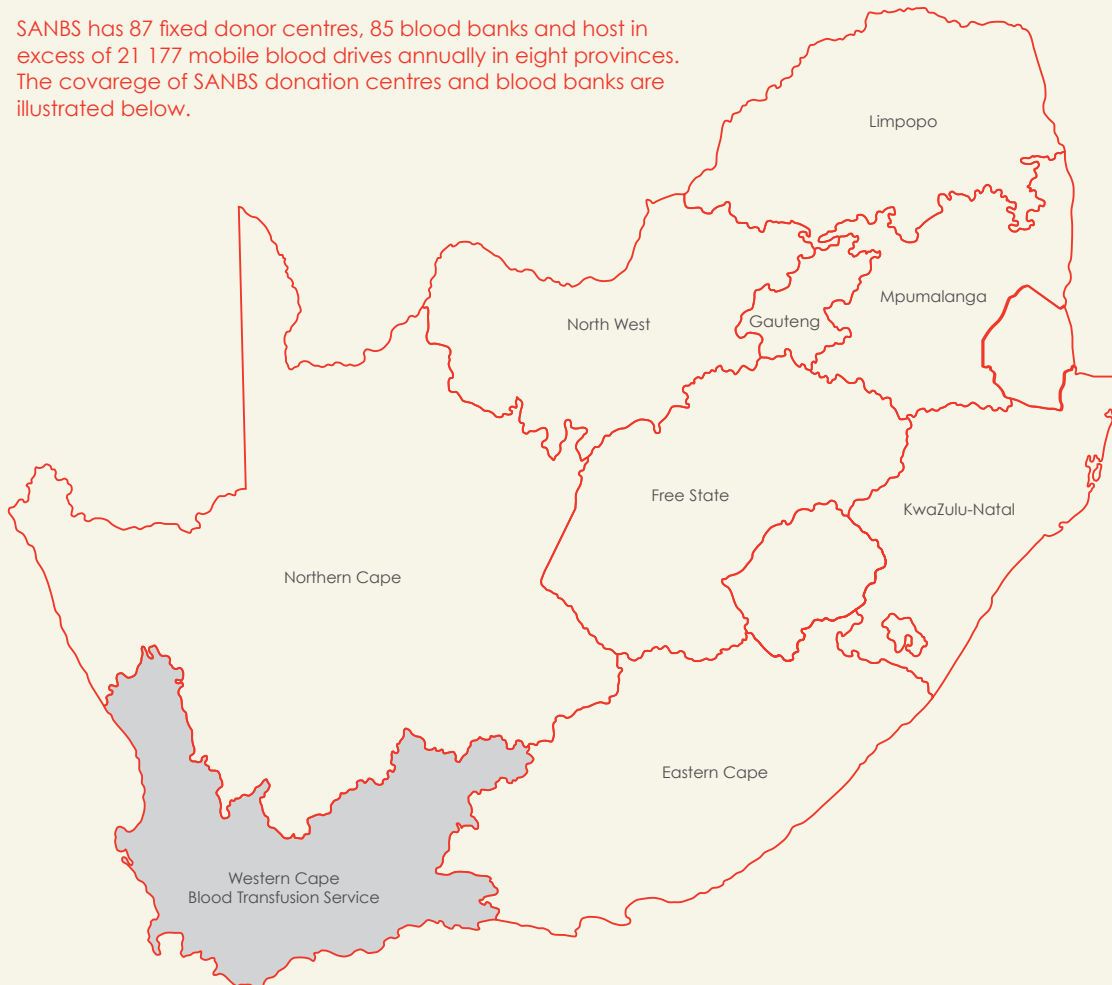 SANBS has 87 fixed donor centres, 85 blood banks and host in
excess of 21 177 mobile blood drives annually in eight provinces.
The covarege of SANBS donation centres and blood banks are
illustrated below.
Limpopo
Mpumalanga
North West
Gauteng
Free State
KwaZulu-Natal
Northern Cape
Eastern Cape
Western Cape
Blood Transfusion Service